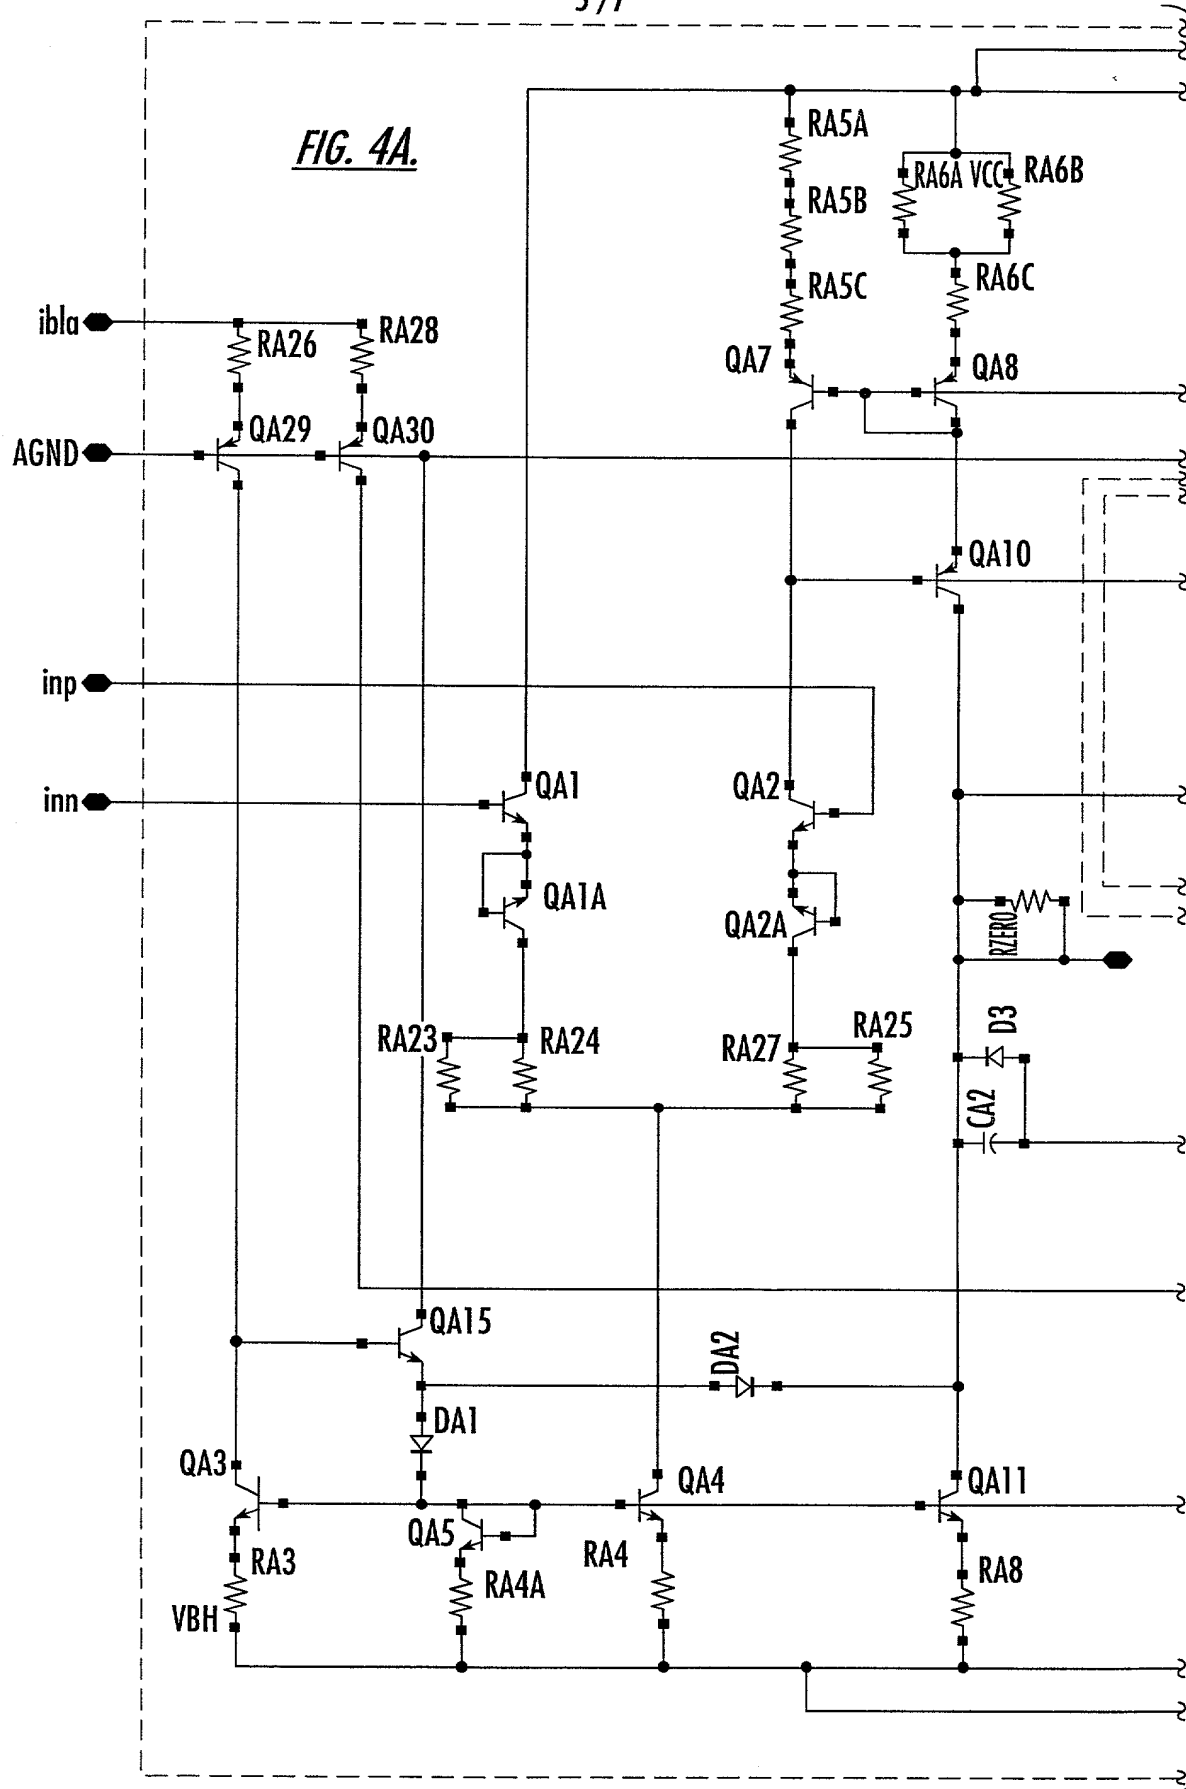 FIG. 4A.
RA5A
RA6A VCC
RA6B
RA5B
RA5C
RA6C
ibla
RA26
RA28
QA7
QA8
QA29
QA30
AGND
QA10
inp
QA1
QA2
inn
QA1A
QA2A
RZERO
D3
RA23
RA24
RA27
RA25
CA2
QA15
DA2
DA1
QA3
QA4
QA11
QA5
RA3
RA4A
RA4
RA8
VBH